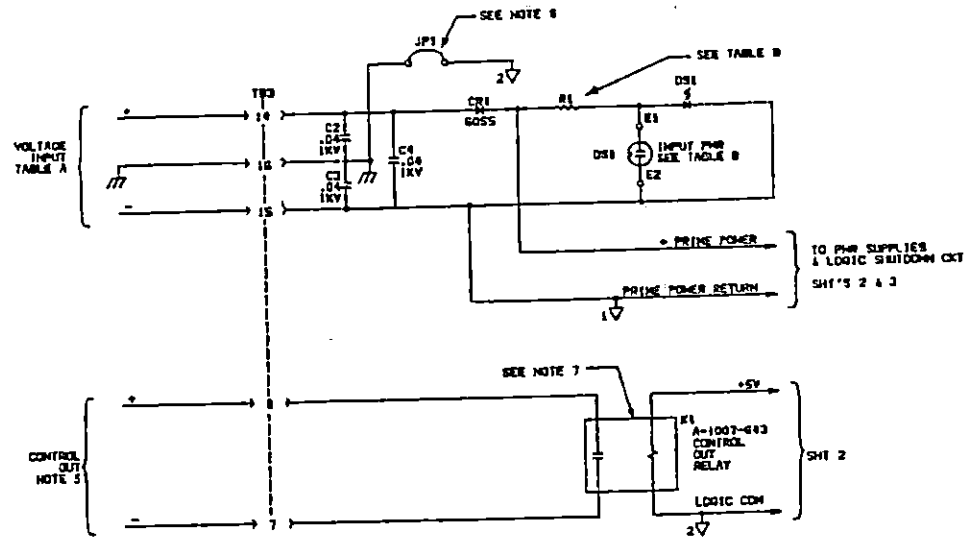 SEE NOTE 6
JP1
2
SEE TABLE B
TB3
+
14
C2
.04
1KV
C4
.04
1KV
CR1
60S5
R1
DS1
E1
DS1
INPUT PWR
SEE TABLE B
E2
VOLTAGE
INPUT
TABLE A
16
C3
.04
1KV
-
15
+ PRIME POWER
TO PWR SUPPLIES
& LOGIC SHUTDOWN CKT
SHT'S 2 & 3
PRIME POWER RETURN
1
SEE NOTE 7
+5V
+
8
K1
A-1007-643
CONTROL
OUT
RELAY
SHT 2
CONTROL
OUT
NOTE 5
-
7
LOGIC COM
2